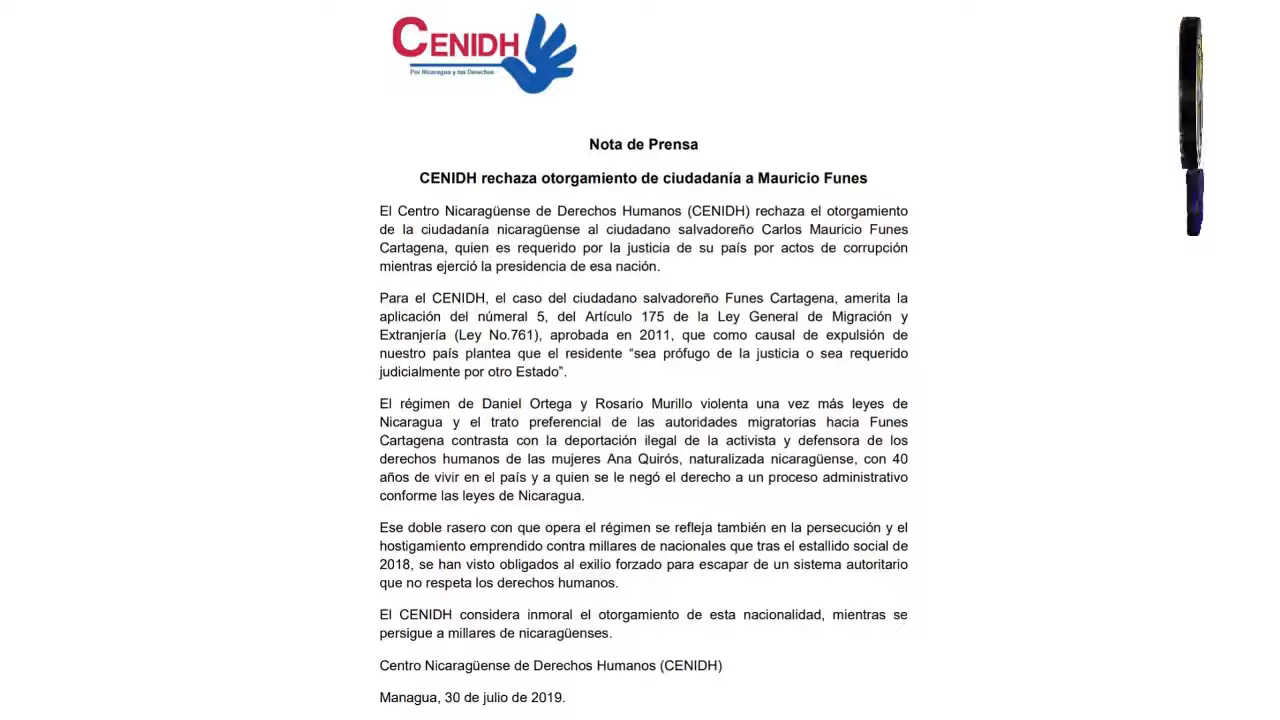 CENIDH
Por Nicaragua y tus Derechos
Nota de Prensa
CENIDH rechaza otorgamiento de ciudadanía a Mauricio Funes
El Centro Nicaragüense de Derechos Humanos (CENIDH) rechaza el otorgamiento
de la ciudadanía nicaragüense al ciudadano salvadoreño Carlos Mauricio Funes
Cartagena, quien es requerido por la justicia de su país por actos de corrupción
mientras ejerció la presidencia de esa nación.
Para el CENIDH, el caso del ciudadano salvadoreño Funes Cartagena, amerita la
aplicación del númeral 5, del Artículo 175 de la Ley General de Migración y
Extranjería (Ley No.761), aprobada en 2011, que como causal de expulsión de
nuestro país plantea que el residente “sea prófugo de la justicia o sea requerido
judicialmente por otro Estado”.
El régimen de Daniel Ortega y Rosario Murillo violenta una vez más leyes de
Nicaragua y el trato preferencial de las autoridades migratorias hacia Funes
Cartagena contrasta con la deportación ilegal de la activista y defensora de los
derechos humanos de las mujeres Ana Quirós, naturalizada nicaragüense, con 40
años de vivir en el país y a quien se le negó el derecho a un proceso administrativo
conforme las leyes de Nicaragua.
Ese doble rasero con que opera el régimen se refleja también en la persecución y el
hostigamiento emprendido contra millares de nacionales que tras el estallido social de
2018, se han visto obligados al exilio forzado para escapar de un sistema autoritario
que no respeta los derechos humanos.
El CENIDH considera inmoral el otorgamiento de esta nacionalidad, mientras se
persigue a millares de nicaragüenses.
Centro Nicaragüense de Derechos Humanos (CENIDH)
Managua, 30 de julio de 2019.